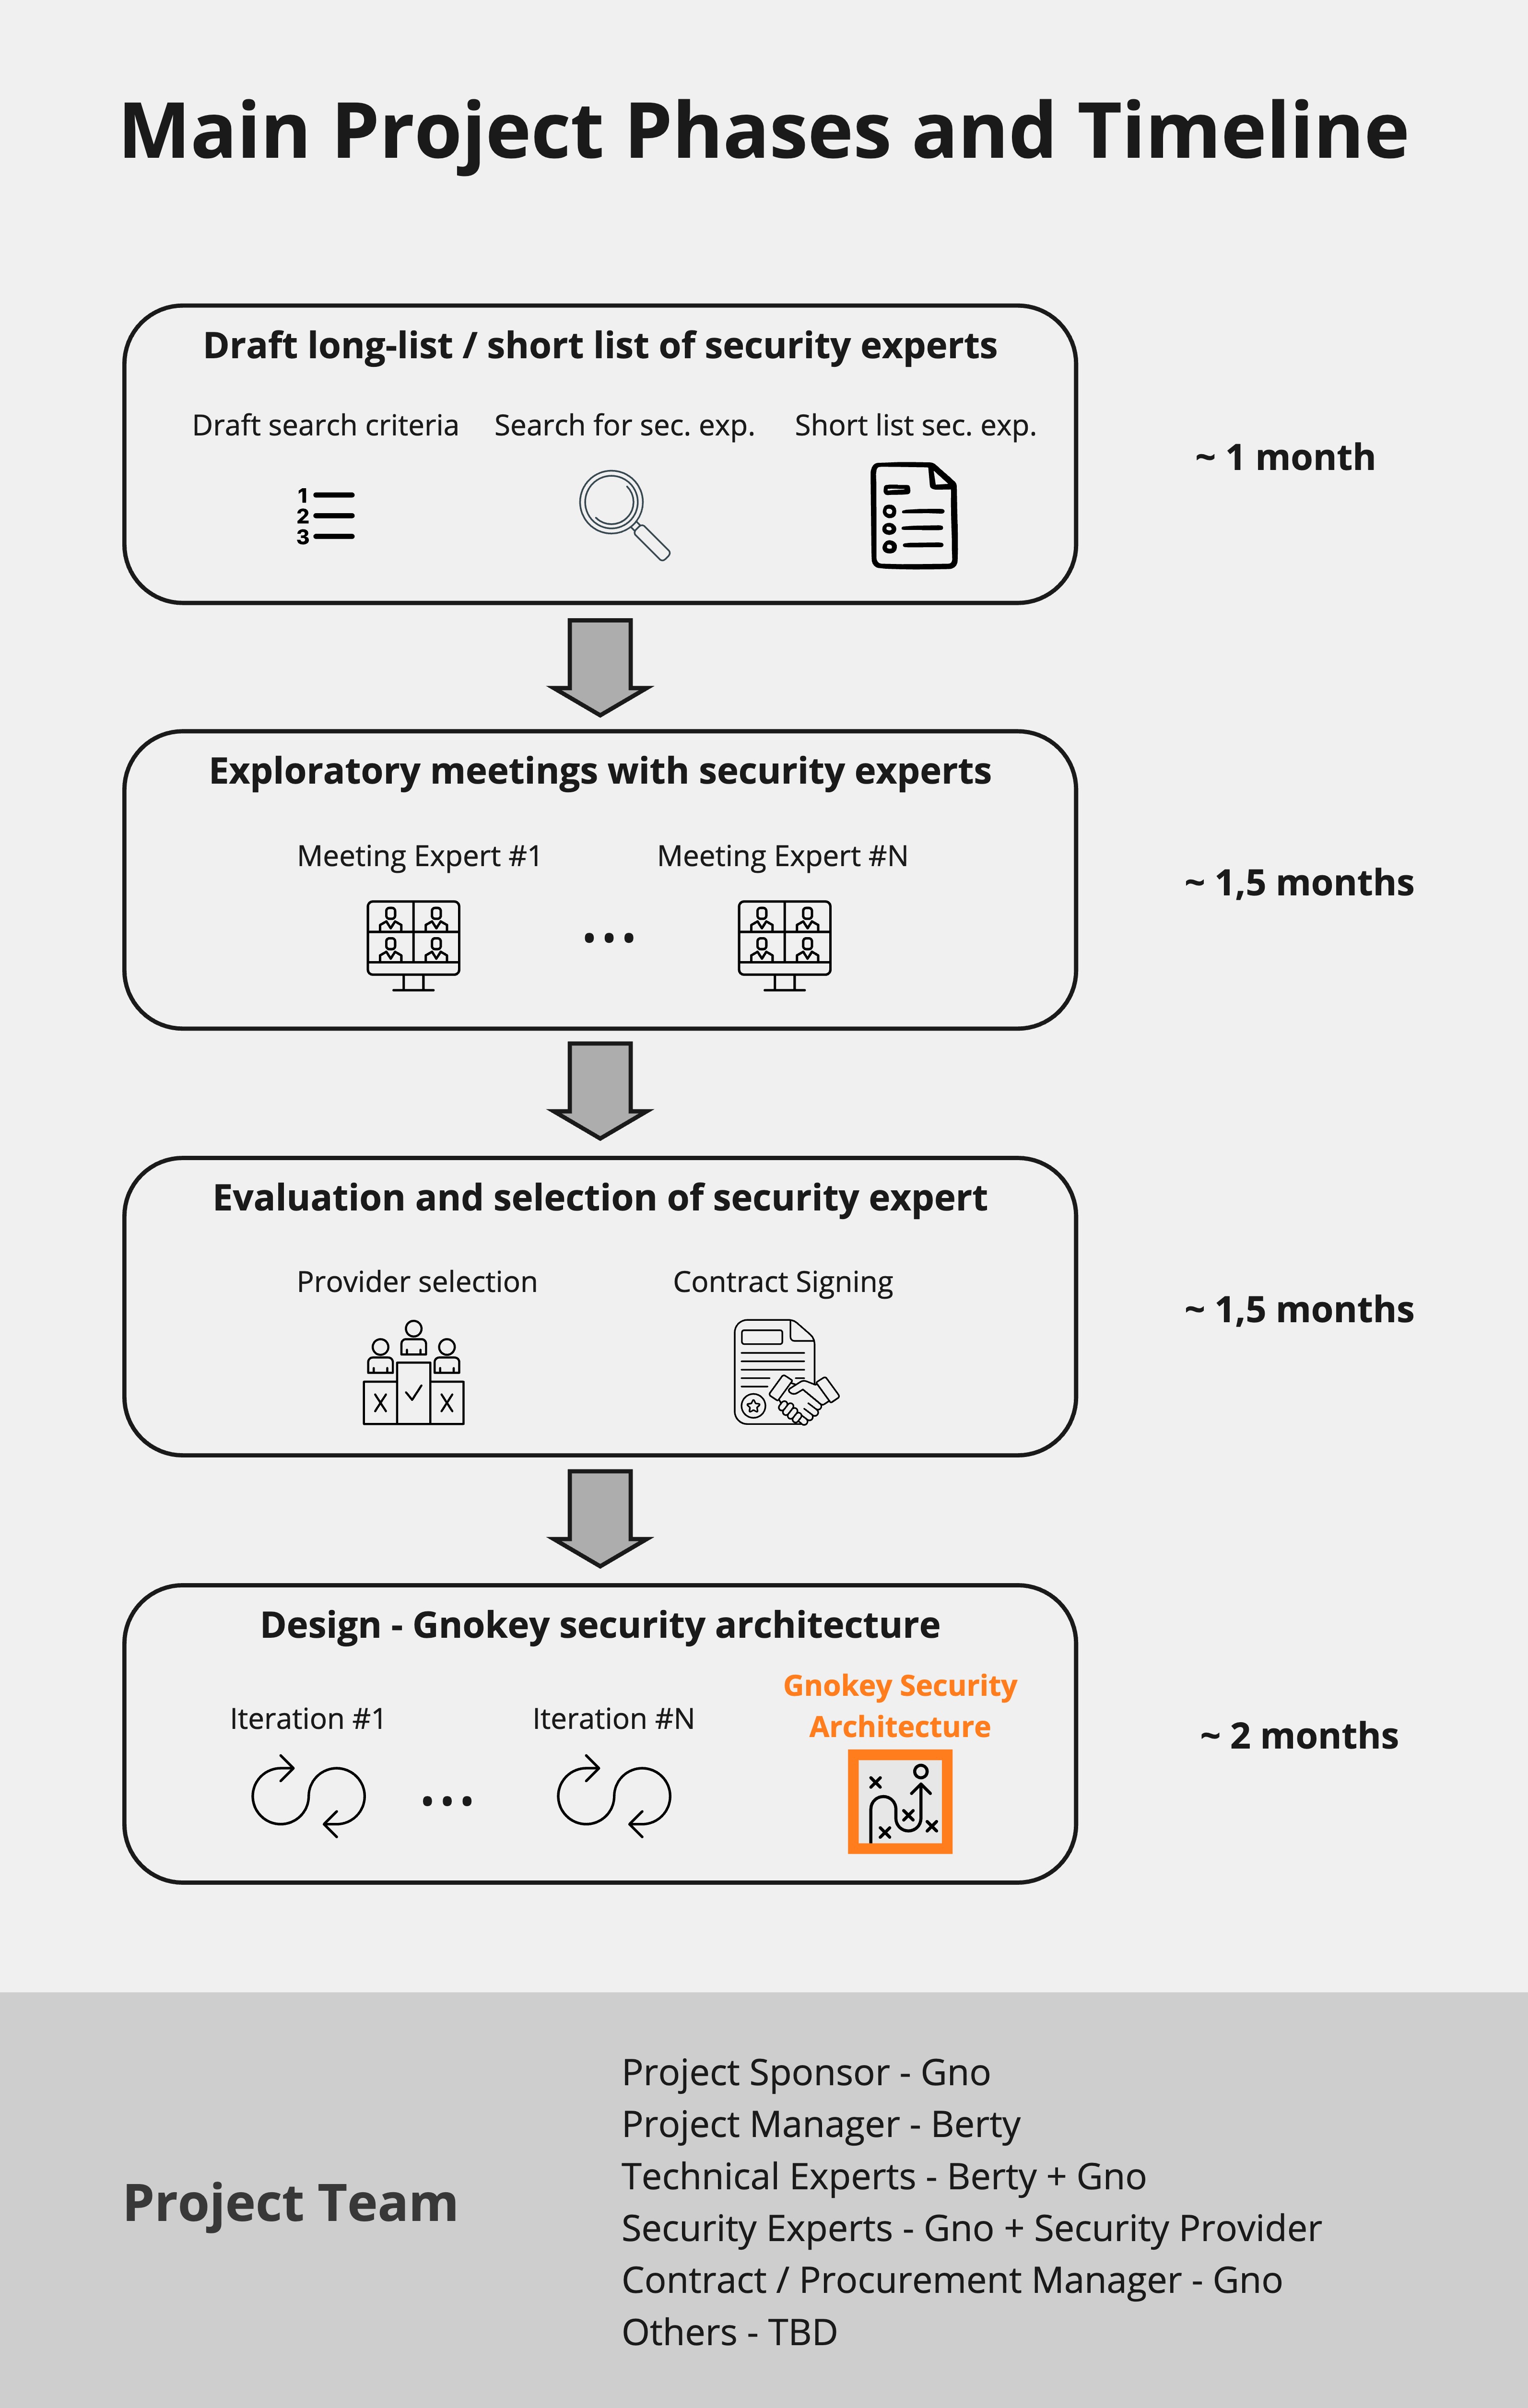 Main Project Phases and Timeline
Draft long-list / short list of security experts
Draft search criteria
Search for sec. exp.
Short list sec. exp.
1
2
3
~ 1 month
Exploratory meetings with security experts
Meeting Expert #1
...
Meeting Expert #N
~ 1,5 months
Evaluation and selection of security expert
Provider selection
Contract Signing
~ 1,5 months
Design - Gnokey security architecture
Iteration #1
...
Iteration #N
Gnokey Security
Architecture
~ 2 months
Project Team
Project Sponsor - Gno
Project Manager - Berty
Technical Experts - Berty + Gno
Security Experts - Gno + Security Provider
Contract / Procurement Manager - Gno
Others - TBD